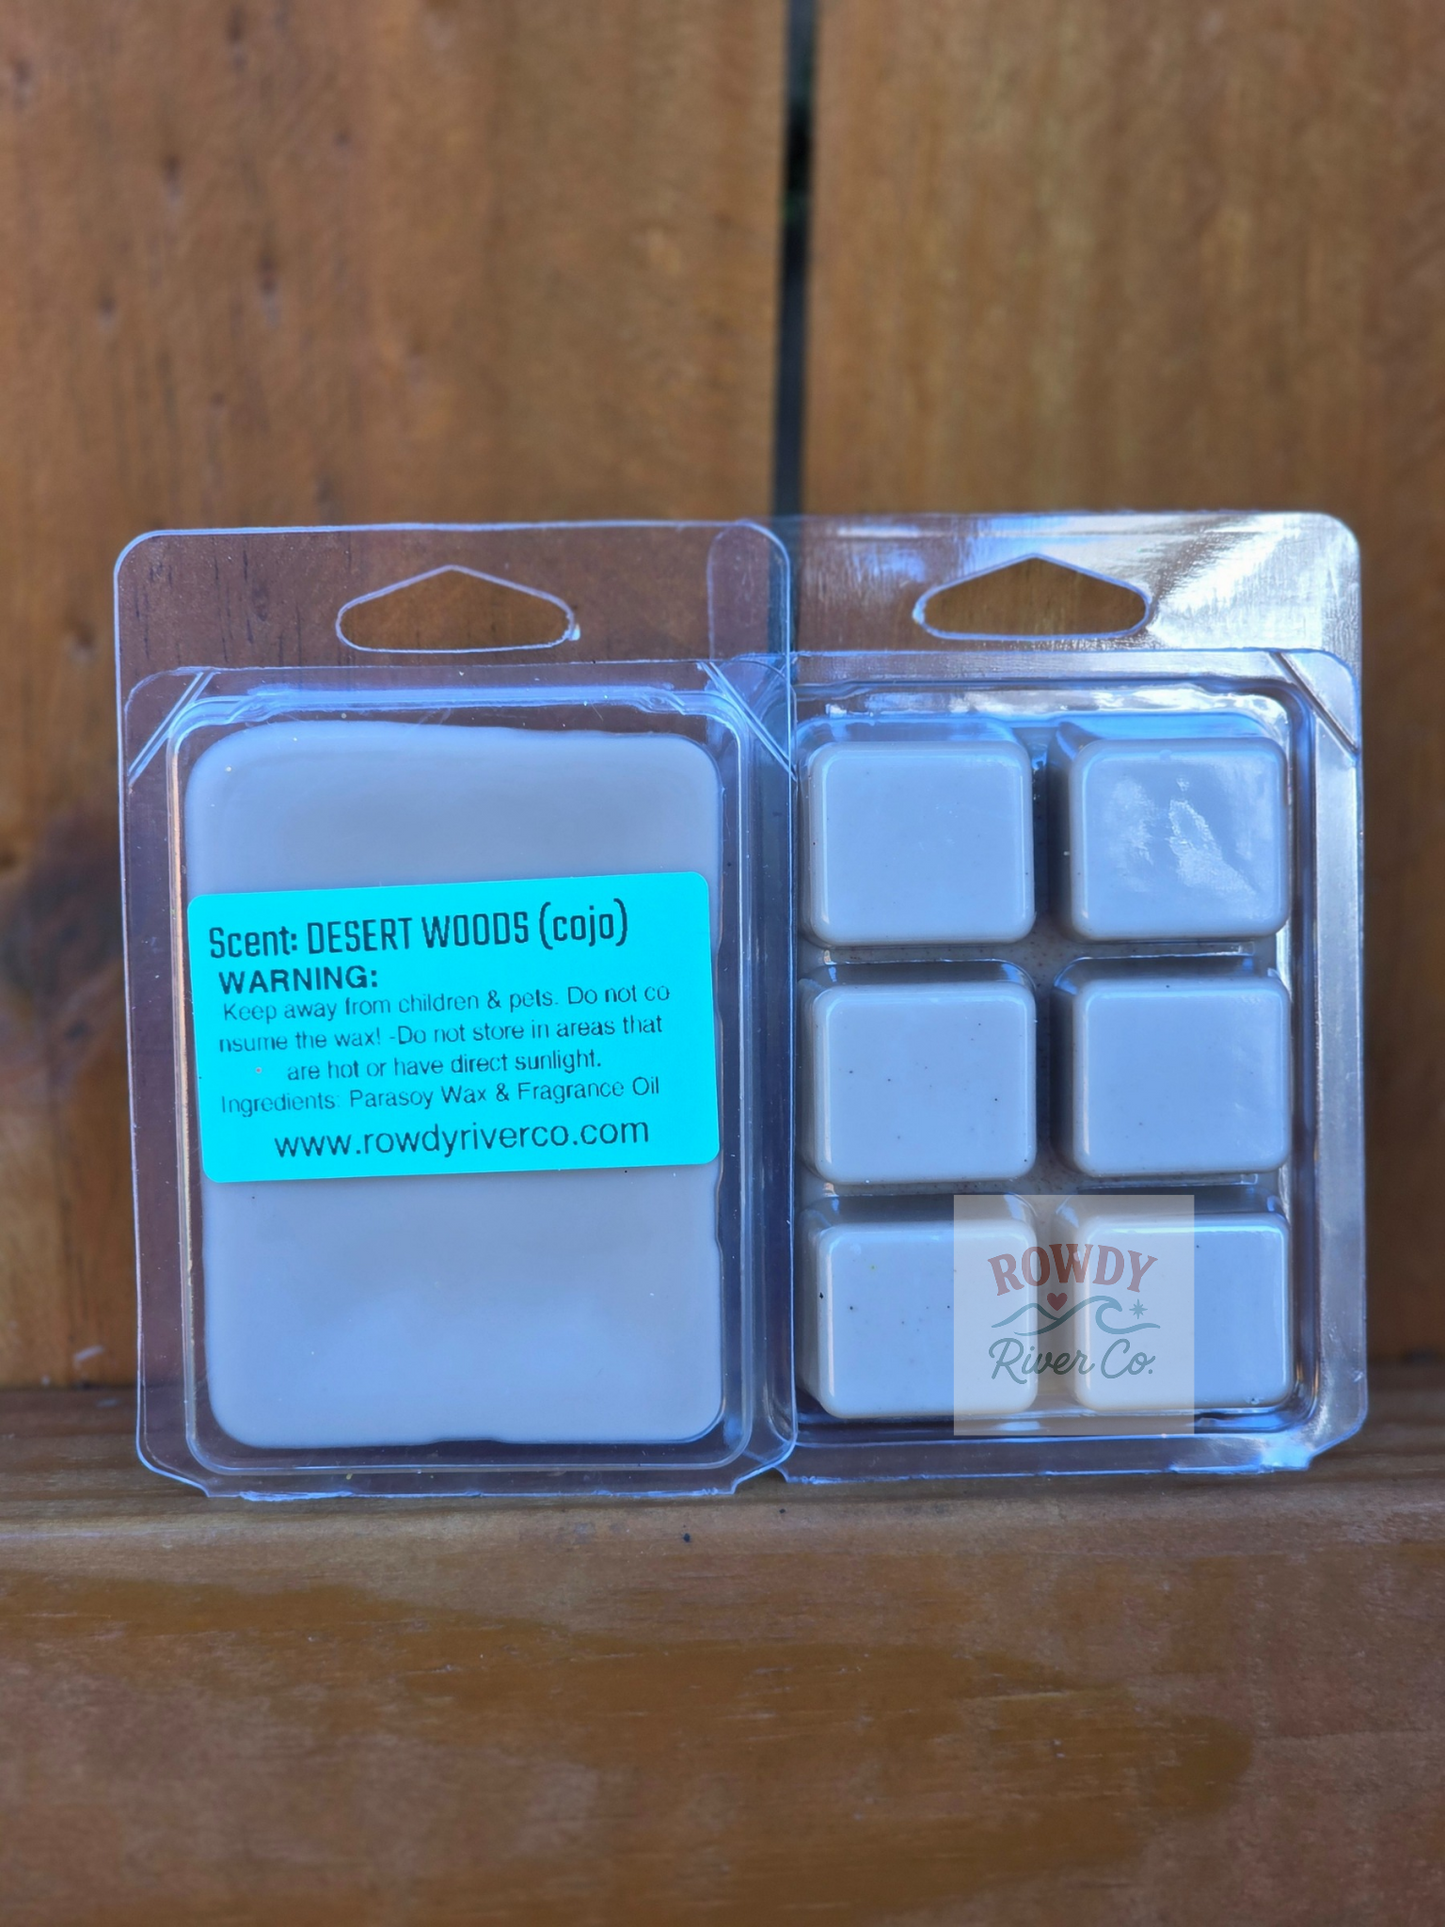 Scent: DESERT WOODS (cojo)
WARNING:
Keep away from children & pets. Do not co
nsume the wax! -Do not store in areas that
are hot or have direct sunlight.
Ingredients: Parasoy Wax & Fragrance Oil
www.rowdyriverco.com
ROWDY
River Co.